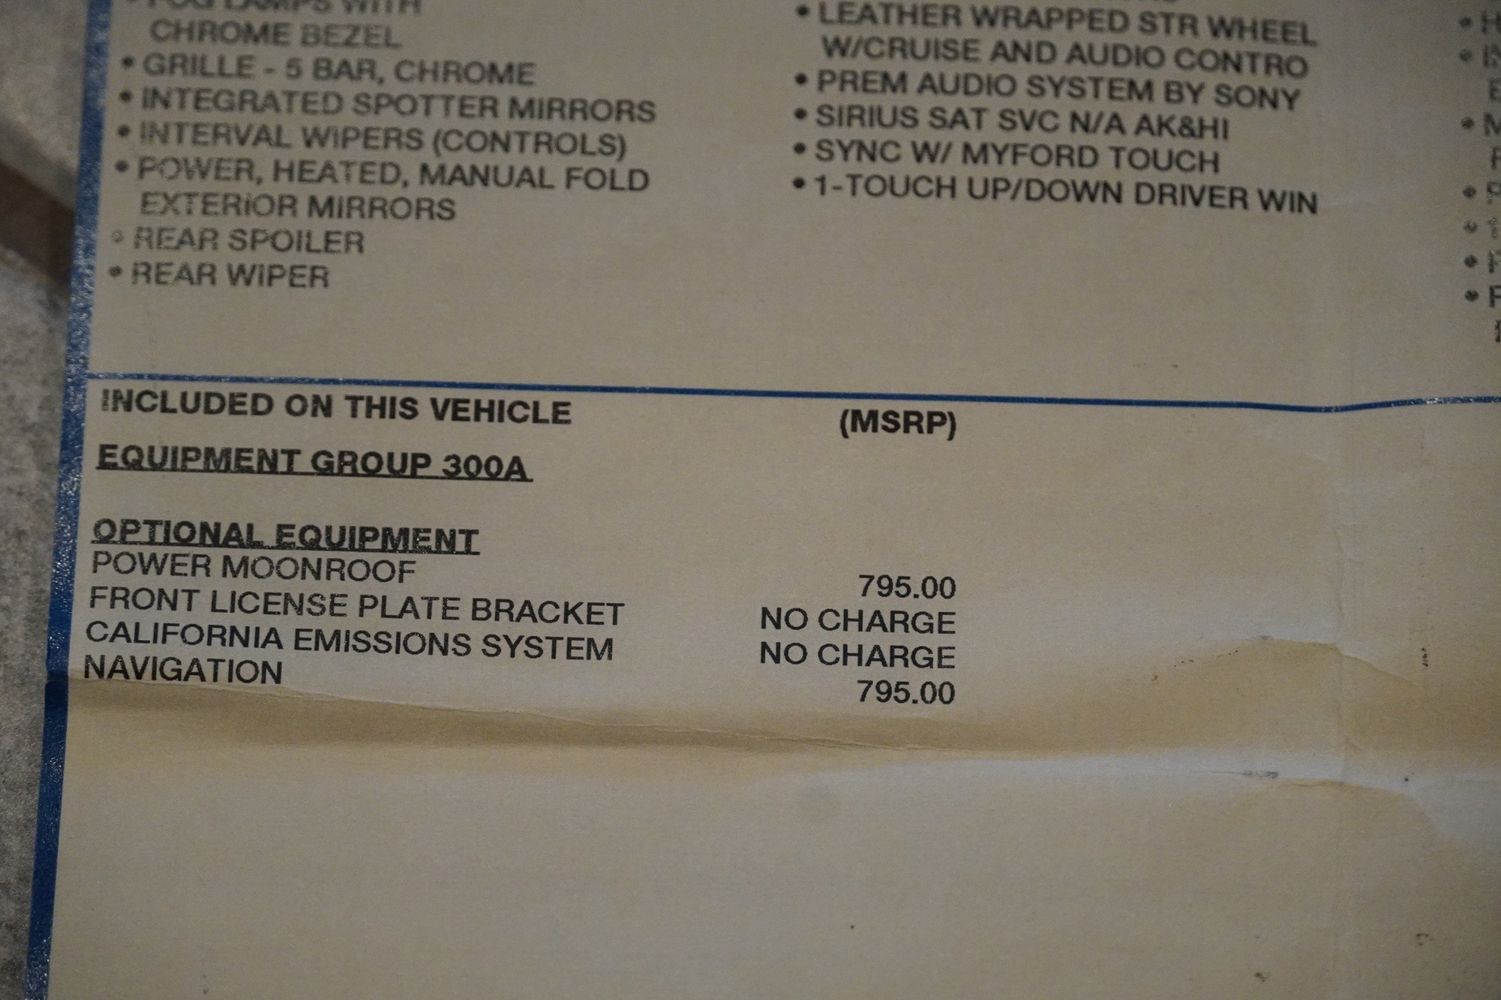 FOG LAMPS WITH
CHROME BEZEL
• GRILLE - 5 BAR, CHROME
• INTEGRATED SPOTTER MIRRORS
• INTERVAL WIPERS (CONTROLS)
• POWER, HEATED, MANUAL FOLD
EXTERIOR MIRRORS
• REAR SPOILER
• REAR WIPER
• LEATHER WRAPPED STR WHEEL
W/CRUISE AND AUDIO CONTRO
• PREM AUDIO SYSTEM BY SONY
• SIRIUS SAT SVC N/A AK&HI
• SYNC W/ MYFORD TOUCH
• 1-TOUCH UP/DOWN DRIVER WIN
INCLUDED ON THIS VEHICLE (MSRP)
EQUIPMENT GROUP 300A
OPTIONAL EQUIPMENT
POWER MOONROOF 795.00
FRONT LICENSE PLATE BRACKET NO CHARGE
CALIFORNIA EMISSIONS SYSTEM NO CHARGE
NAVIGATION 795.00